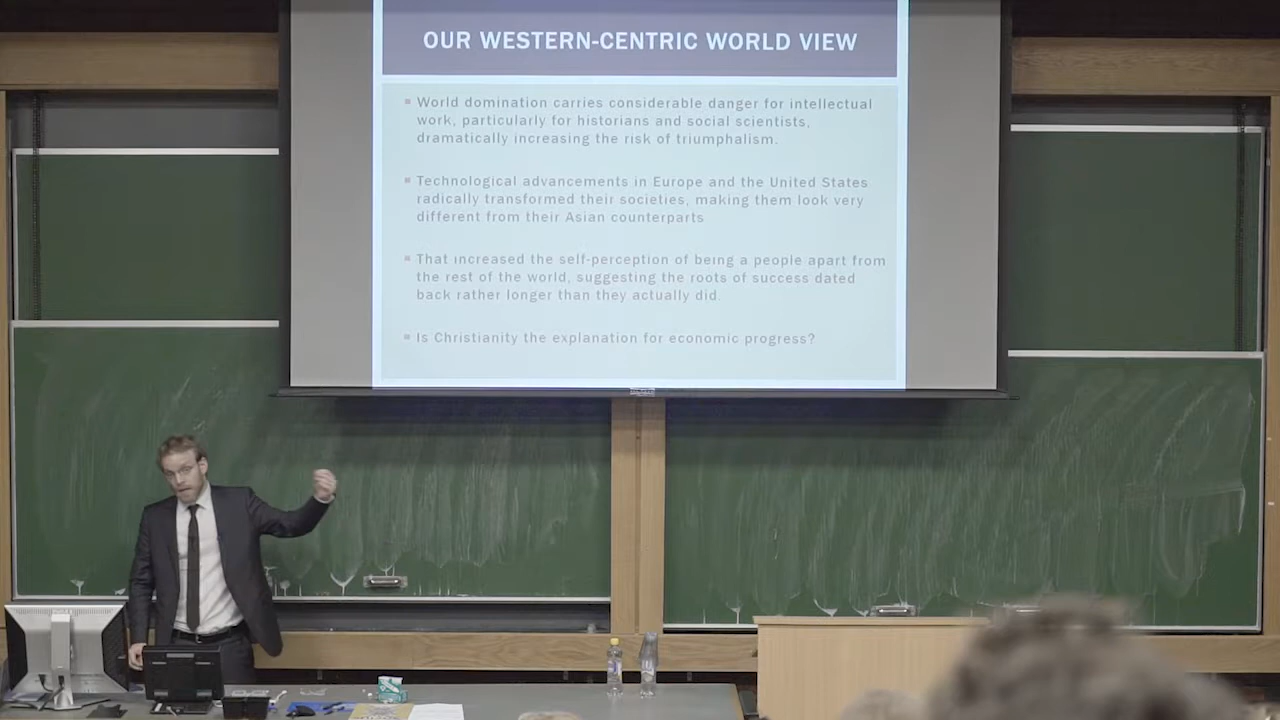 OUR WESTERN-CENTRIC WORLD VIEW
World domination carries considerable danger for intellectual
work, particularly for historians and social scientists,
dramatically increasing the risk of triumphalism.
Technological advancements in Europe and the United States
radically transformed their societies, making them look very
different from their Asian counterparts
That increased the self-perception of being a people apart from
the rest of the world, suggesting the roots of success dated
back rather longer than they actually did.
Is Christianity the explanation for economic progress?